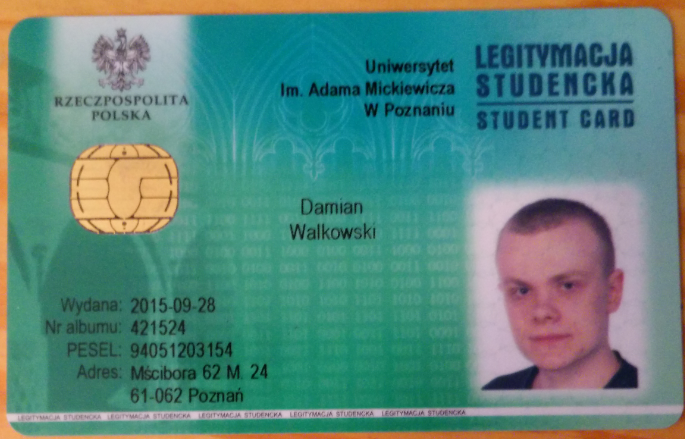 RZECZPOSPOLITA
POLSKA
Uniwersytet
Im. Adama Mickiewicza
W Poznaniu
LEGITYMACJA
STUDENCKA
STUDENT CARD
Damian
Walkowski
Wydana: 2015-09-28
Nr albumu: 421524
PESEL: 94051203154
Adres: Mścibora 62 M. 24
61-062 Poznań
LEGITYMACJA STUDENCKA LEGITYMACJA STUDENCKA LEGITYMACJA STUDENCKA LEGITYMACJA STUDENCKA LEGITYMACJA STUDENCKA